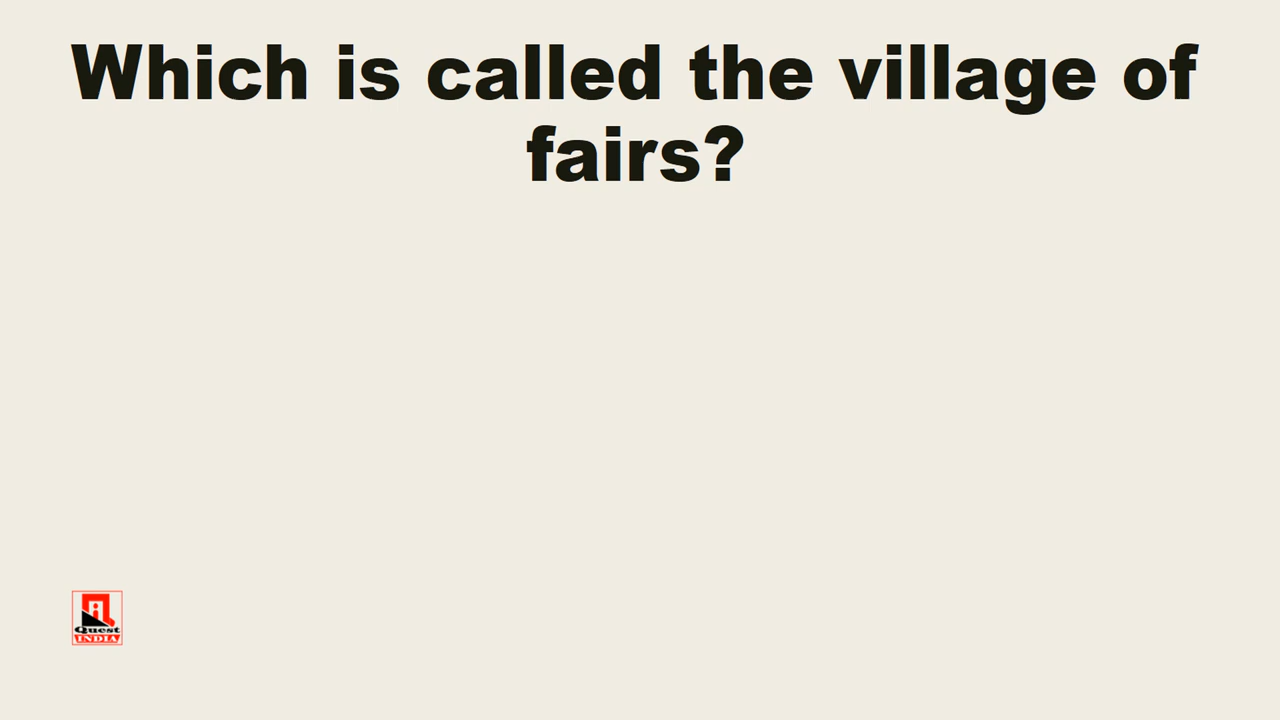 Which is called the village of
fairs?
Quest
INDIA